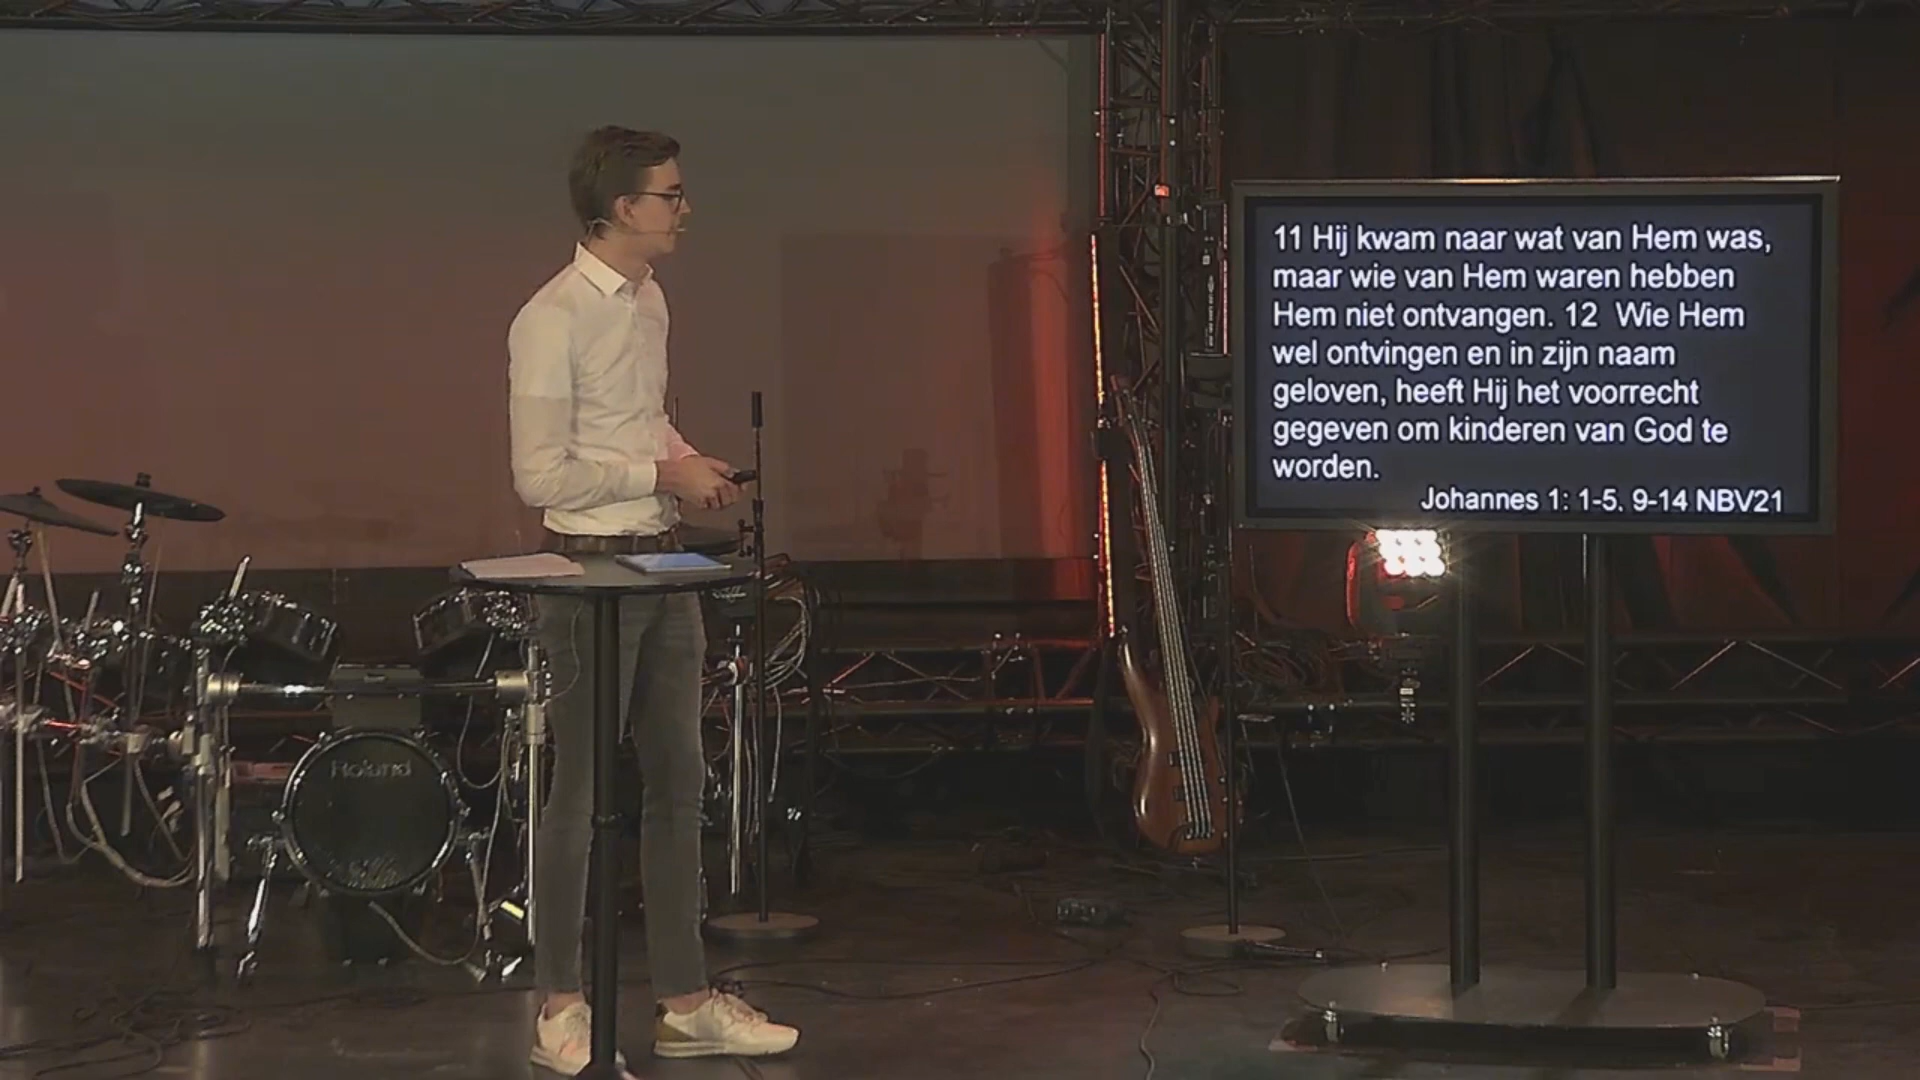 11 Hij kwam naar wat van Hem was,
maar wie van Hem waren hebben
Hem niet ontvangen. 12 Wie Hem
wel ontvingen en in zijn naam
geloven, heeft Hij het voorrecht
gegeven om kinderen van God te
worden.
Johannes 1: 1-5. 9-14 NBV21
Roland